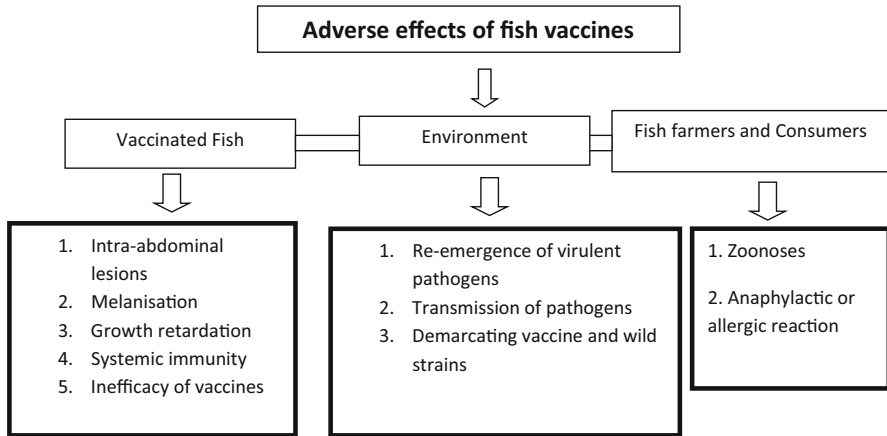 Adverse effects of fish vaccines
Vaccinated Fish
Environment
Fish farmers and Consumers
1. Intra-abdominal
lesions
2. Melanisation
3. Growth retardation
4. Systemic immunity
5. Inefficacy of vaccines
1. Re-emergence of virulent
pathogens
2. Transmission of pathogens
3. Demarcating vaccine and wild
strains
1. Zoonoses
2. Anaphylactic or
allergic reaction